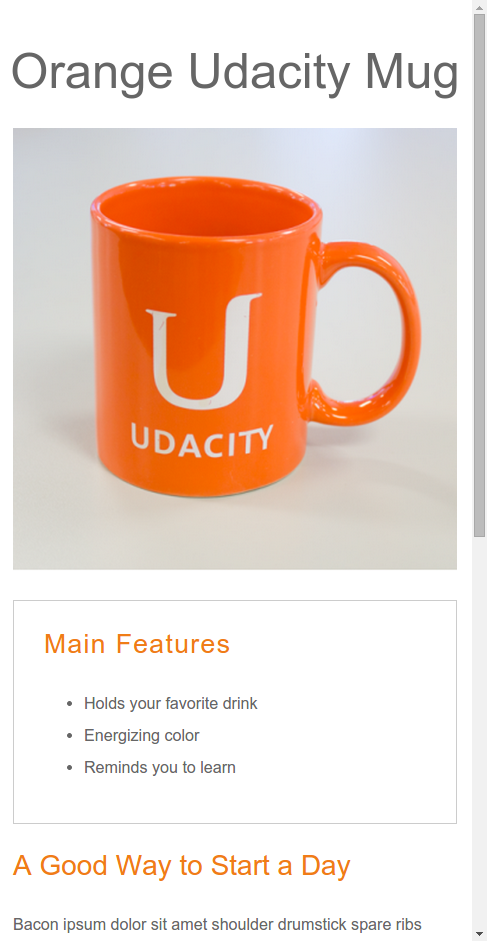 Orange Udacity Mug
U
UDACITY
Main Features
Holds your favorite drink
Energizing color
Reminds you to learn
A Good Way to Start a Day
Bacon ipsum dolor sit amet shoulder drumstick spare ribs